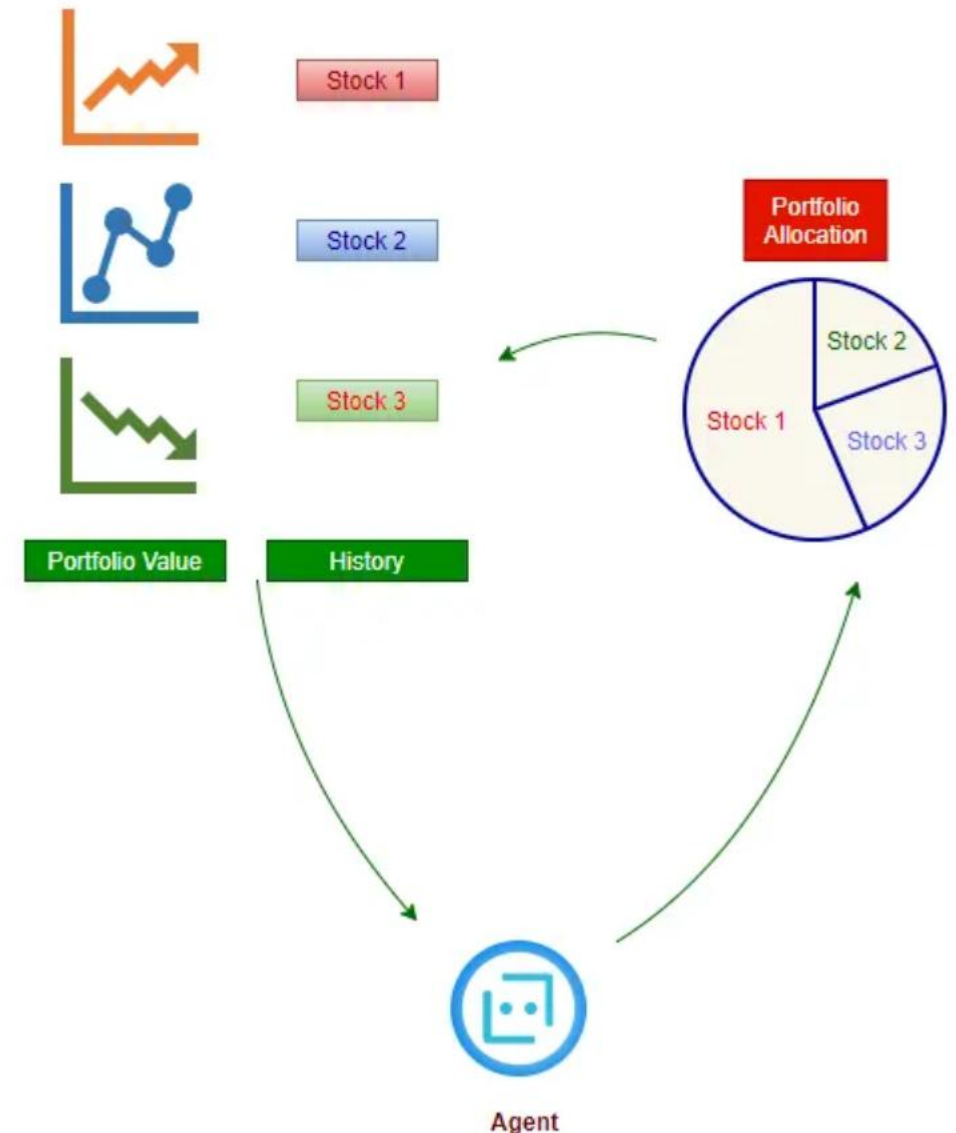 Stock 1
Stock 2
Stock 3
Portfolio Value
History
Portfolio
Allocation
Stock 2
Stock 1
Stock 3
Agent